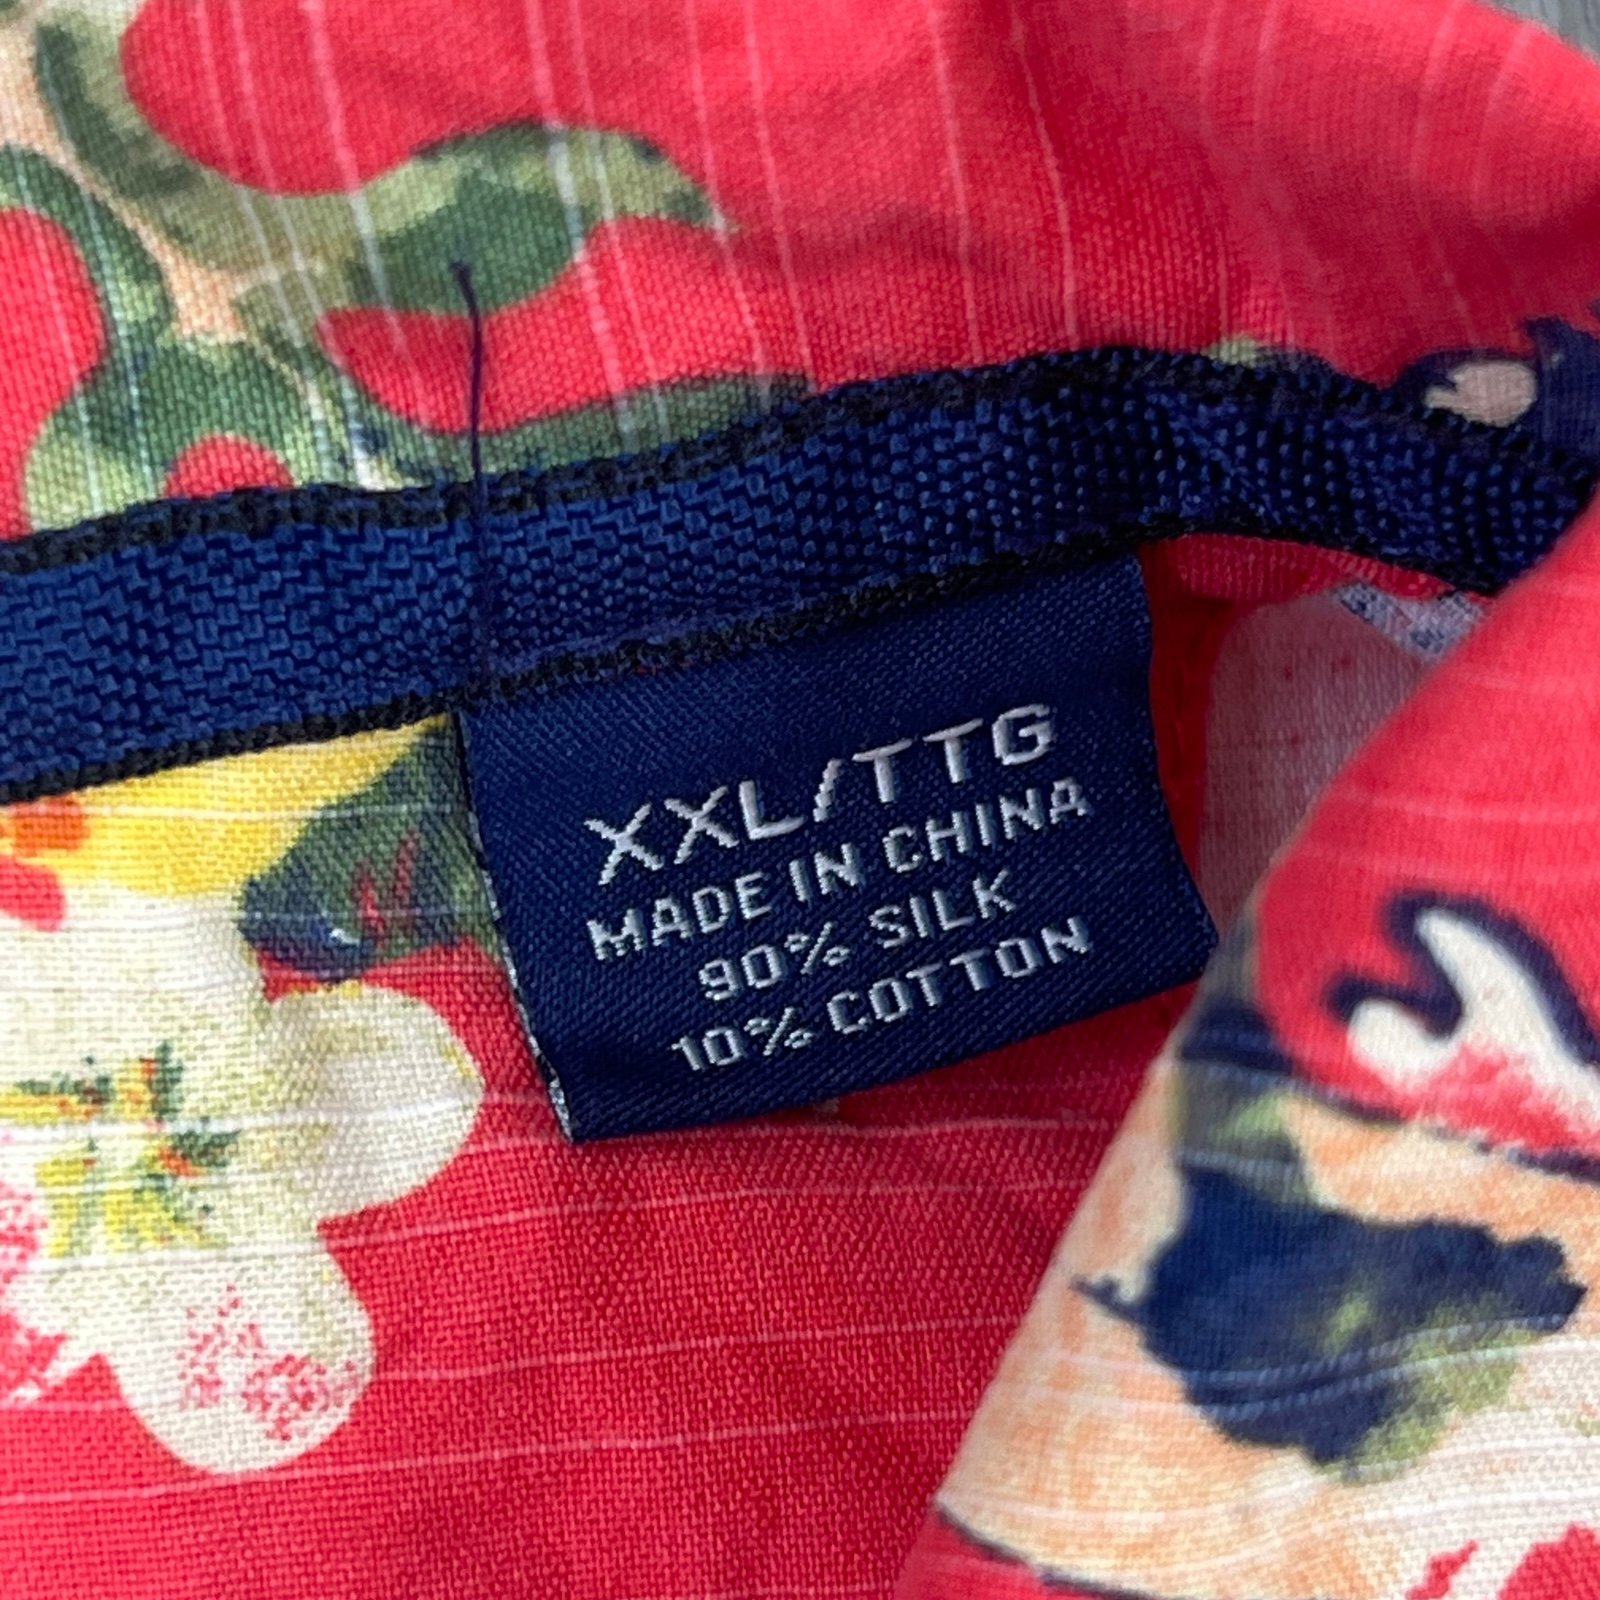 XXL/TTG
MADE IN CHINA
90% SILK
10% COTTON